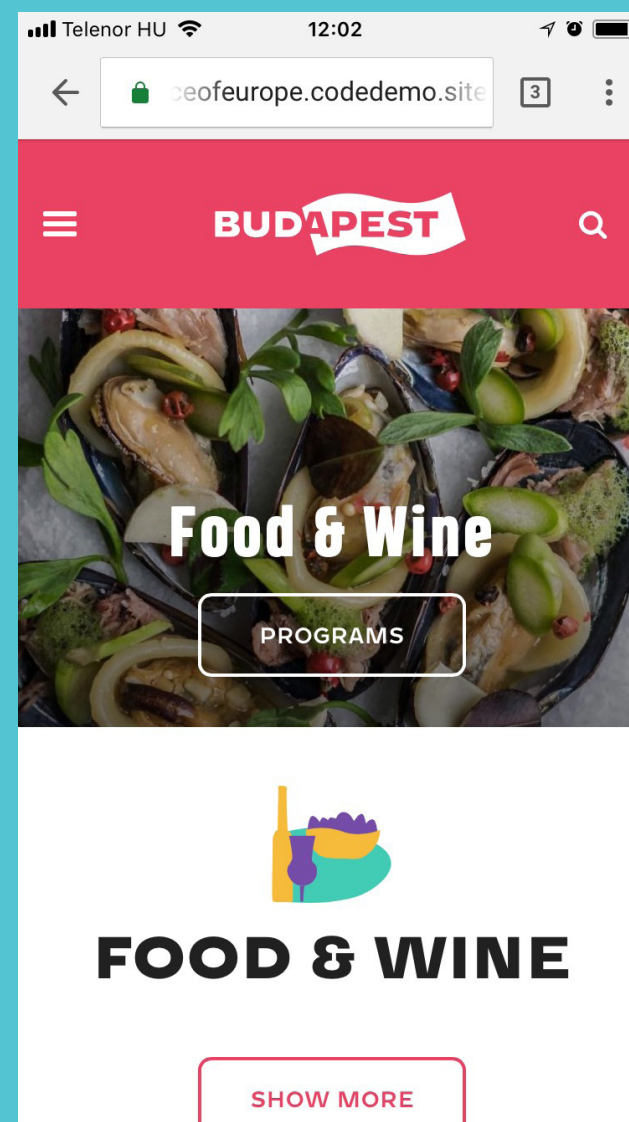 Telenor HU 12:02
ceofeurope.codedemo.site 3
BUDAPEST
Food & Wine
PROGRAMS
FOOD & WINE
SHOW MORE